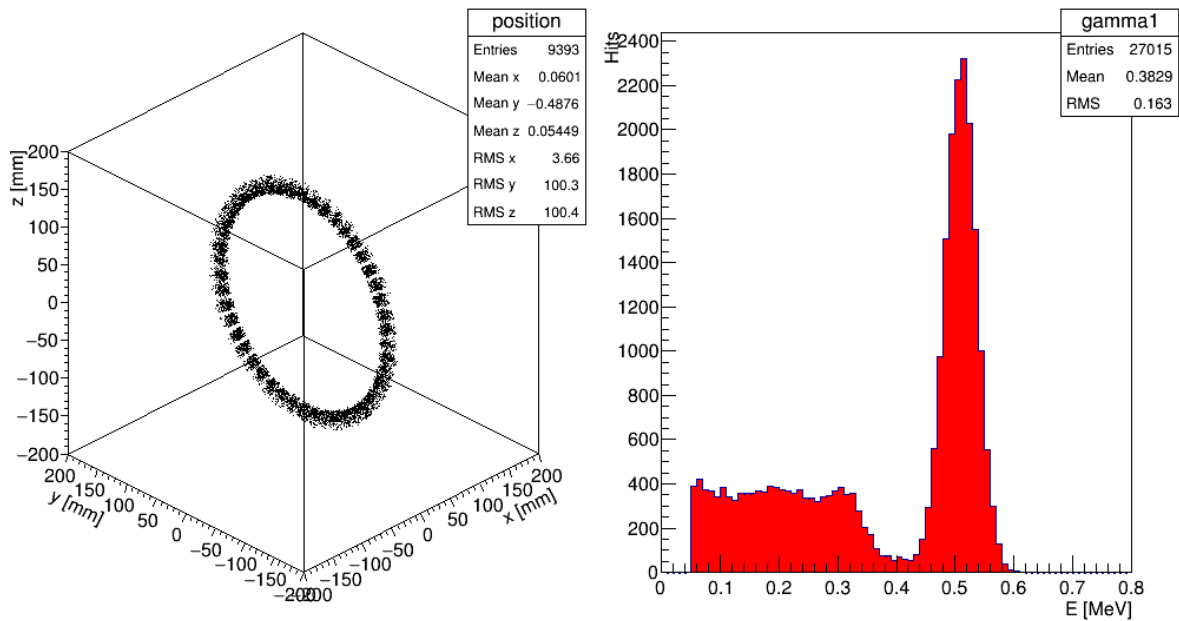 position
Entries 9393
Mean x 0.0601
Mean y −0.4876
Mean z 0.05449
RMS x 3.66
RMS y 100.3
RMS z 100.4
z [mm]
200
150
100
50
0
−50
−100
−150
−200
200
150
100
50
0
−50
−100
−150
y [mm]
200
150
100
50
0
−50
−100
−150
−200
x [mm]
gamma1
Entries 27015
Mean 0.3829
RMS 0.163
Hits
2400
2200
2000
1800
1600
1400
1200
1000
800
600
400
200
0
0 0.1 0.2 0.3 0.4 0.5 0.6 0.7 0.8
E [MeV]